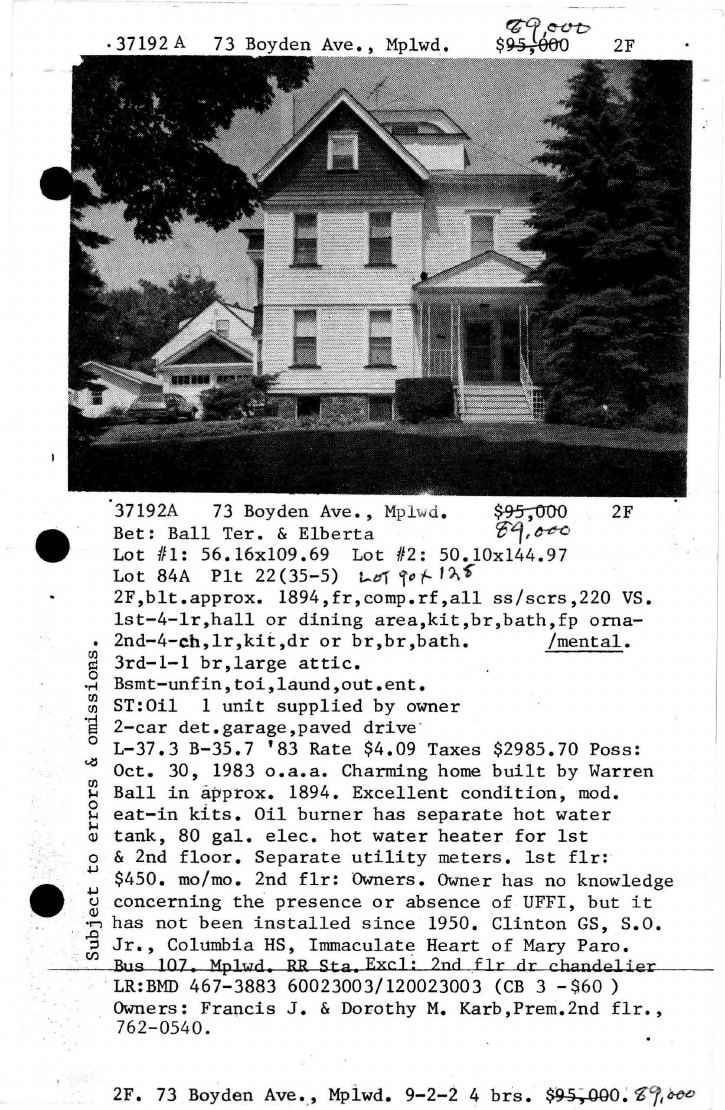 89,000
·37192 A 73 Boyden Ave., Mplwd. $95,000 2F
37192A 73 Boyden Ave., Mplwd. $95,000 2F
Bet: Ball Ter. & Elberta 89,000
Lot #1: 56.16x109.69 Lot #2: 50.10x144.97
Lot 84A Plt 22(35-5) Lot 90 x 125
2F,blt.approx. 1894,fr,comp.rf,all ss/scrs,220 VS.
1st-4-lr,hall or dining area,kit,br,bath,fp orna-
2nd-4-ch,lr,kit,dr or br,br,bath. /mental.
3rd-1-1 br,large attic.
Bsmt-unfin,toi,laund,out.ent.
ST:Oil 1 unit supplied by owner
2-car det.garage,paved drive
L-37.3 B-35.7 '83 Rate $4.09 Taxes $2985.70 Poss:
Oct. 30, 1983 o.a.a. Charming home built by Warren
Ball in approx. 1894. Excellent condition, mod.
eat-in kits. Oil burner has separate hot water
tank, 80 gal. elec. hot water heater for 1st
& 2nd floor. Separate utility meters. 1st flr:
$450. mo/mo. 2nd flr: Owners. Owner has no knowledge
concerning the presence or absence of UFFI, but it
has not been installed since 1950. Clinton GS, S.O.
Jr., Columbia HS, Immaculate Heart of Mary Paro.
Bus 107. Mplwd. RR Sta. Excl: 2nd flr dr chandelier
LR:BMD 467-3883 60023003/120023003 (CB 3 -$60 )
Owners: Francis J. & Dorothy M. Karb,Prem.2nd flr.,
762-0540.
Subject to errors & omissions.
2F. 73 Boyden Ave., Mplwd. 9-2-2 4 brs. $95,000. 89,000